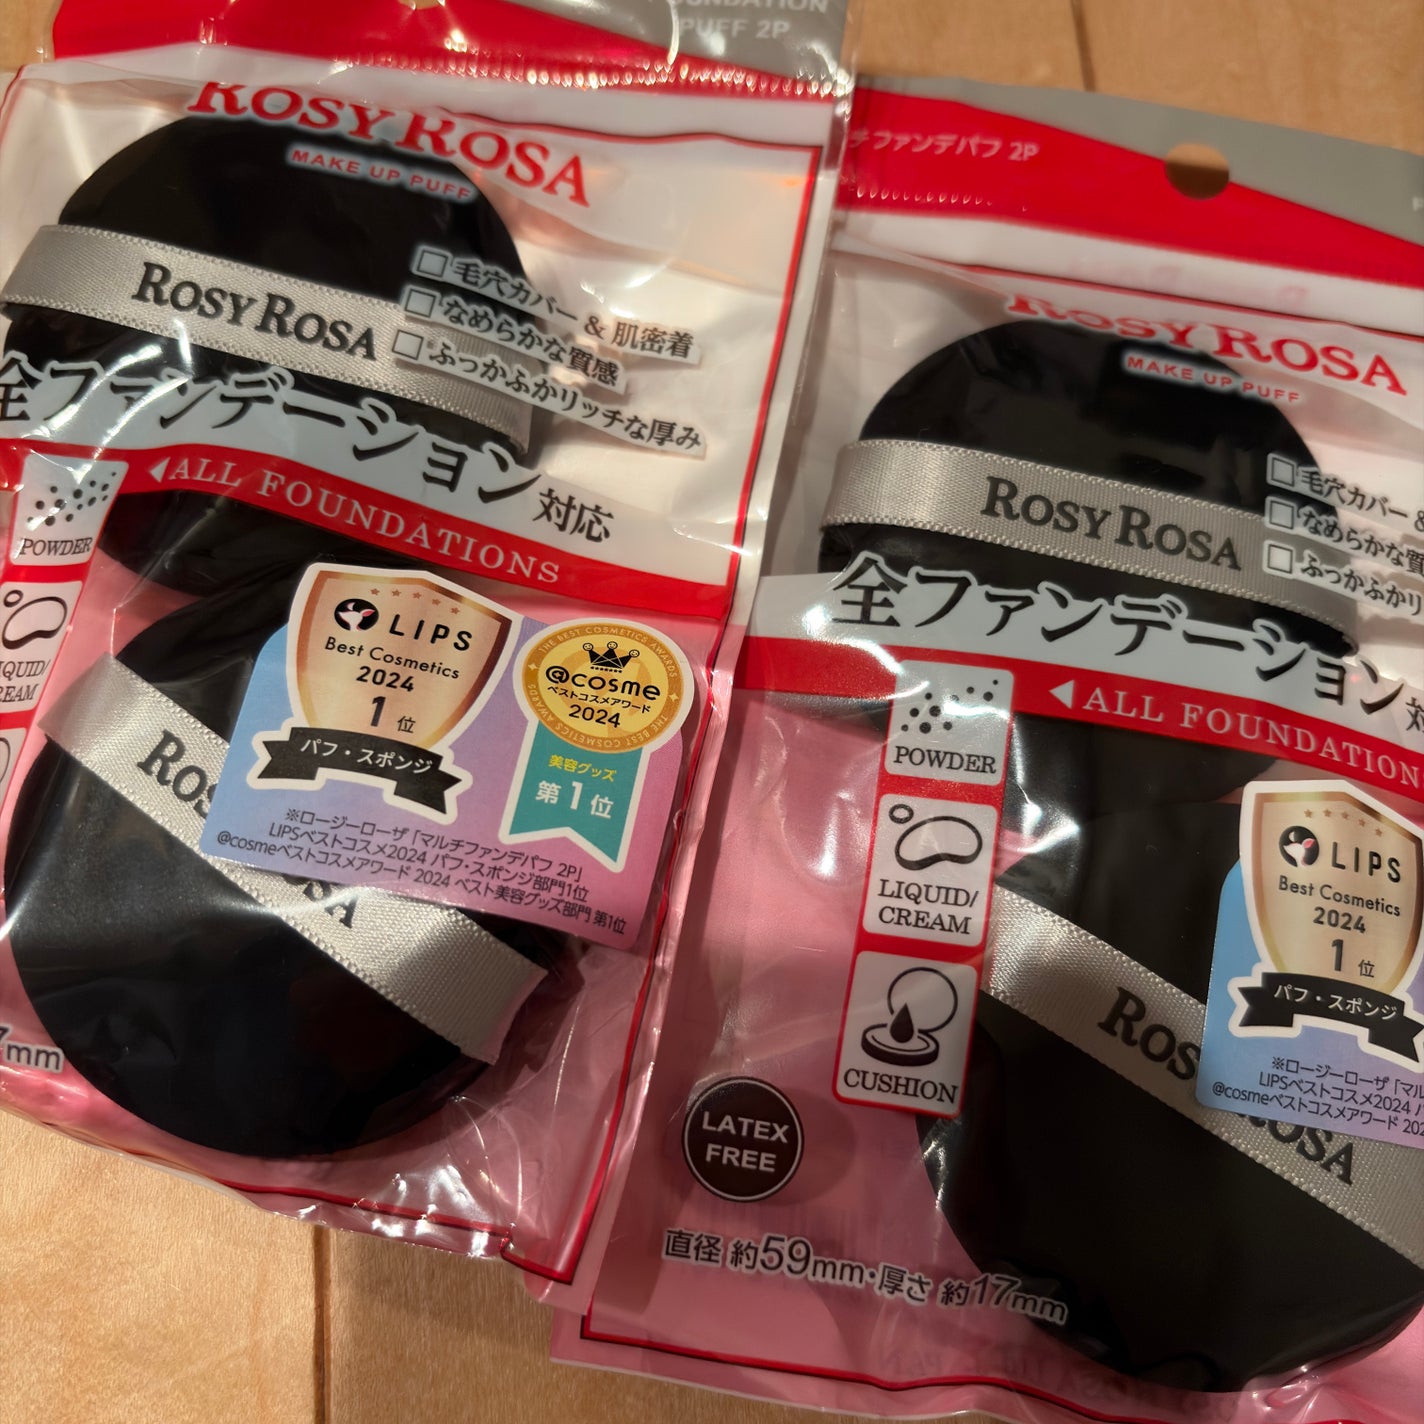 PUFF 2P
ROSY ROSA
MAKE UP PUFF
ROSY ROSA
□毛穴カバー & 肌密着
□なめらかな質感
□ふっかふかリッチな厚み
全ファンデーション対応
◀ALL FOUNDATIONS
POWDER
LIPS
Best Cosmetics
2024
1位
パフ・スポンジ
THE BEST COSMETICS AWARDS
@cosme
ベストコスメアワード
2024
THE BEST COSMETICS AWARDS
美容グッズ
第1位
※ロージーローザ「マルチファンデパフ 2P」
LIPSベストコスメ2024 パフ・スポンジ部門1位
@cosmeベストコスメアワード 2024 ベスト美容グッズ部門 第1位
7mm
ファンデパフ 2P
ROSY ROSA
MAKE UP PUFF
ROSY ROSA
□毛穴カバー
□なめらかな質
□ふっかふかリ
全ファンデーション対
◀ALL FOUNDATION
POWDER
LIQUID/
CREAM
CUSHION
LATEX
FREE
LIPS
Best Cosmetics
2024
1位
パフ・スポンジ
※ロージーローザ「マル
LIPSベストコスメ2024
@cosmeベストコスメアワード 202
直径 約59mm・厚さ 約17mm